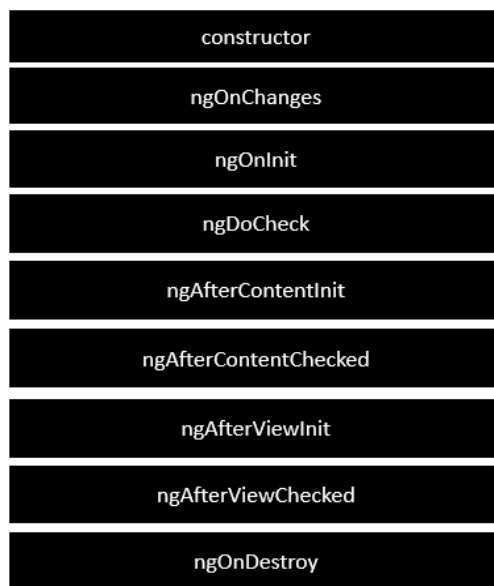 constructor
ngOnChanges
ngOnInit
ngDoCheck
ngAfterContentInit
ngAfterContentChecked
ngAfterViewInit
ngAfterViewChecked
ngOnDestroy